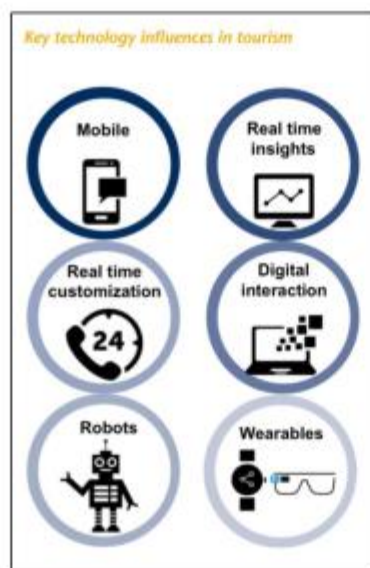 Key technology influences in tourism
Mobile
Real time
insights
Real time
customization
24
Digital
interaction
Robots
Wearables